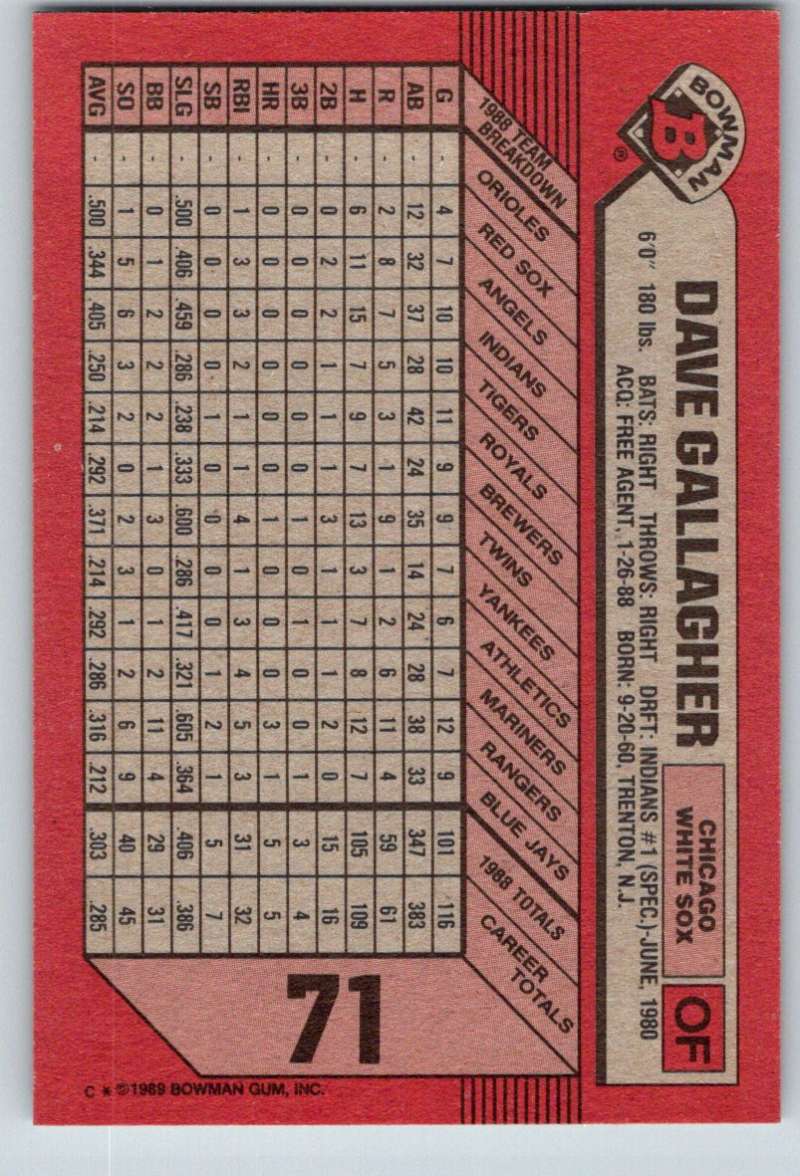 BOWMAN
B
®
DAVE GALLAGHER
CHICAGO
WHITE SOX
OF
6'0" 180 lbs. BATS: RIGHT THROWS: RIGHT DRFT: INDIANS #1 (SPEC.)-JUNE, 1980
ACQ: FREE AGENT, 1-26-88 BORN: 9-20-60, TRENTON, N.J.
1988 TEAM
BREAKDOWN
ORIOLES
RED SOX
ANGELS
INDIANS
TIGERS
ROYALS
BREWERS
TWINS
YANKEES
ATHLETICS
MARINERS
RANGERS
BLUE JAYS
1988 TOTALS
CAREER
TOTALS
G - 4 7 10 10 11 9 9 7 6 7 12 9 101 116
AB - 12 32 37 28 42 24 35 14 24 28 38 33 347 383
R - 2 8 7 5 3 1 9 1 2 6 11 4 59 61
H - 6 11 15 7 9 7 13 3 7 8 12 7 105 109
2B - 0 2 2 1 1 1 3 1 0 1 2 0 15 16
3B - 0 0 0 0 0 0 1 0 1 0 0 1 3 4
HR - 0 0 0 0 0 0 1 0 0 0 3 1 5 5
RBI - 1 3 3 2 1 1 4 1 3 4 5 3 31 32
SB - 0 0 0 0 1 0 0 0 0 1 2 1 5 7
SLG - .500 .406 .459 .286 .238 .333 .600 .286 .417 .321 .605 .364 .406 .386
BB - 0 1 2 2 2 1 3 0 1 2 11 4 29 31
SO - 1 5 6 3 2 0 2 3 1 2 6 9 40 45
AVG - .500 .344 .405 .250 .214 .292 .371 .214 .292 .286 .316 .212 .303 .285
71
C * ©1989 BOWMAN GUM, INC.